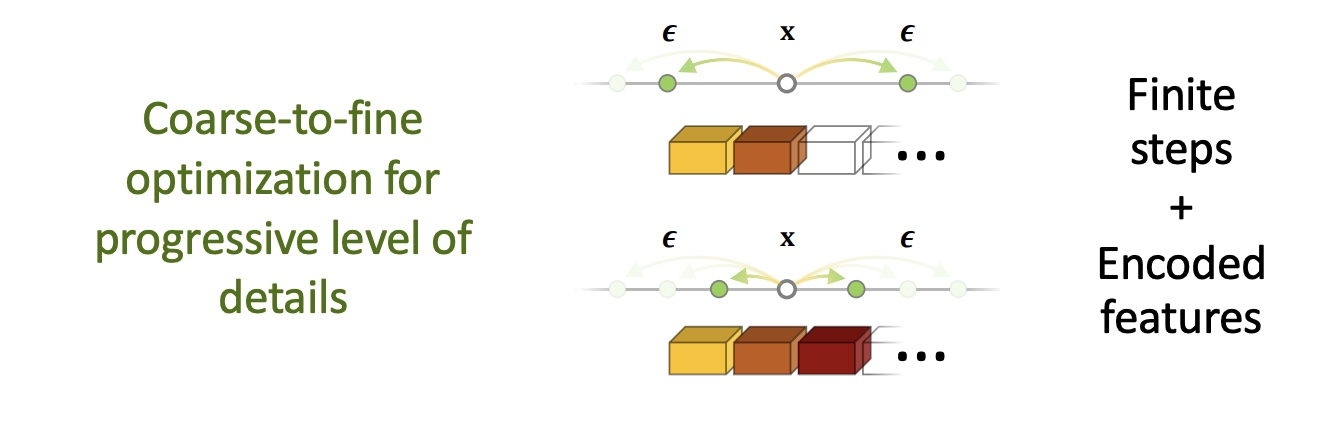 Coarse-to-fine
optimization for
progressive level of
details
ϵ x ϵ
...
ϵ x ϵ
...
Finite
steps
+
Encoded
features